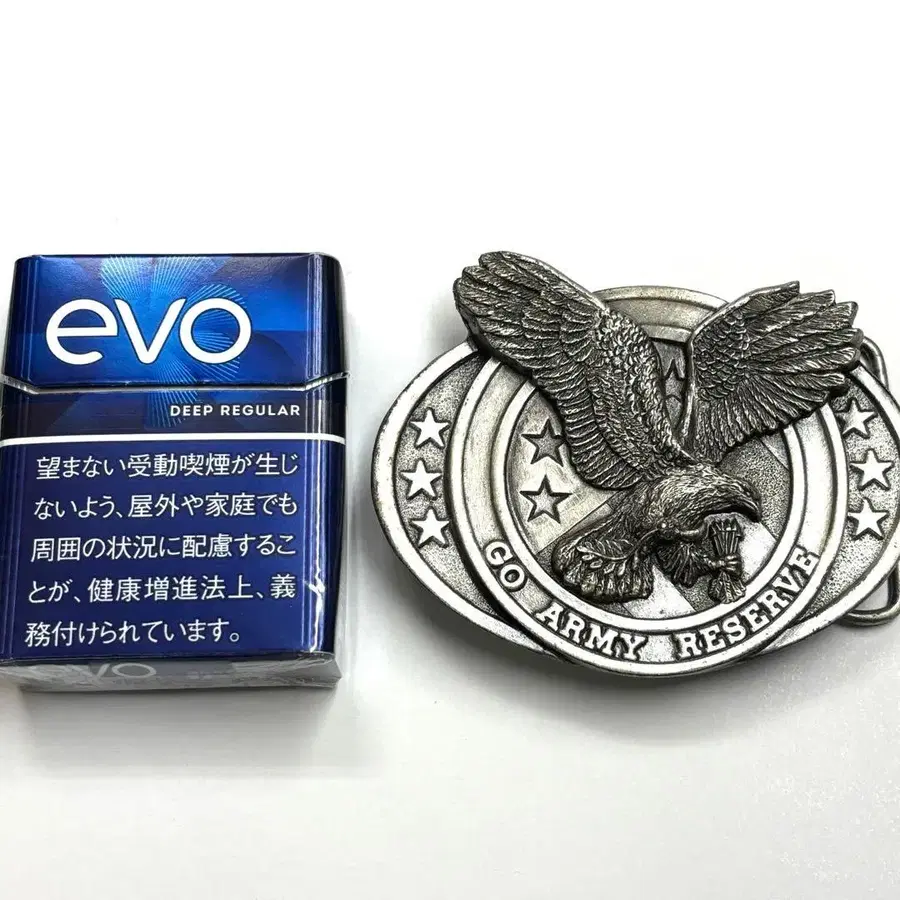 evo
DEEP REGULAR
望まない受動喫煙が生じ
ないよう、屋外や家庭でも
周囲の状況に配慮するこ
とが、健康増進法上、義
務付けられています。
evo
GO ARMY RESERVE